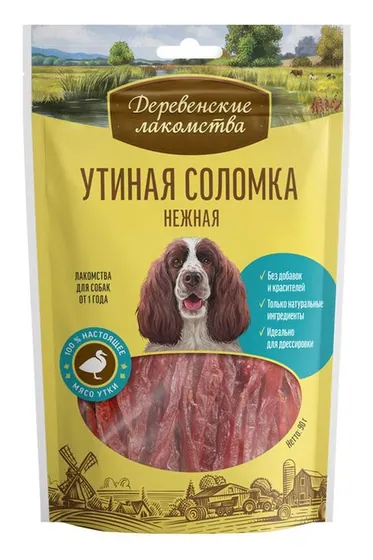 Деревенские
лакомства
УТИНАЯ СОЛОМКА
НЕЖНАЯ
ЛАКОМСТВА
ДЛЯ СОБАК
ОТ 1 ГОДА
Без добавок
и красителей
Только натуральные
ингредиенты
Идеально
для дрессировки
100 % НАСТОЯЩЕЕ
МЯСО УТКИ
Нетто: 90 г